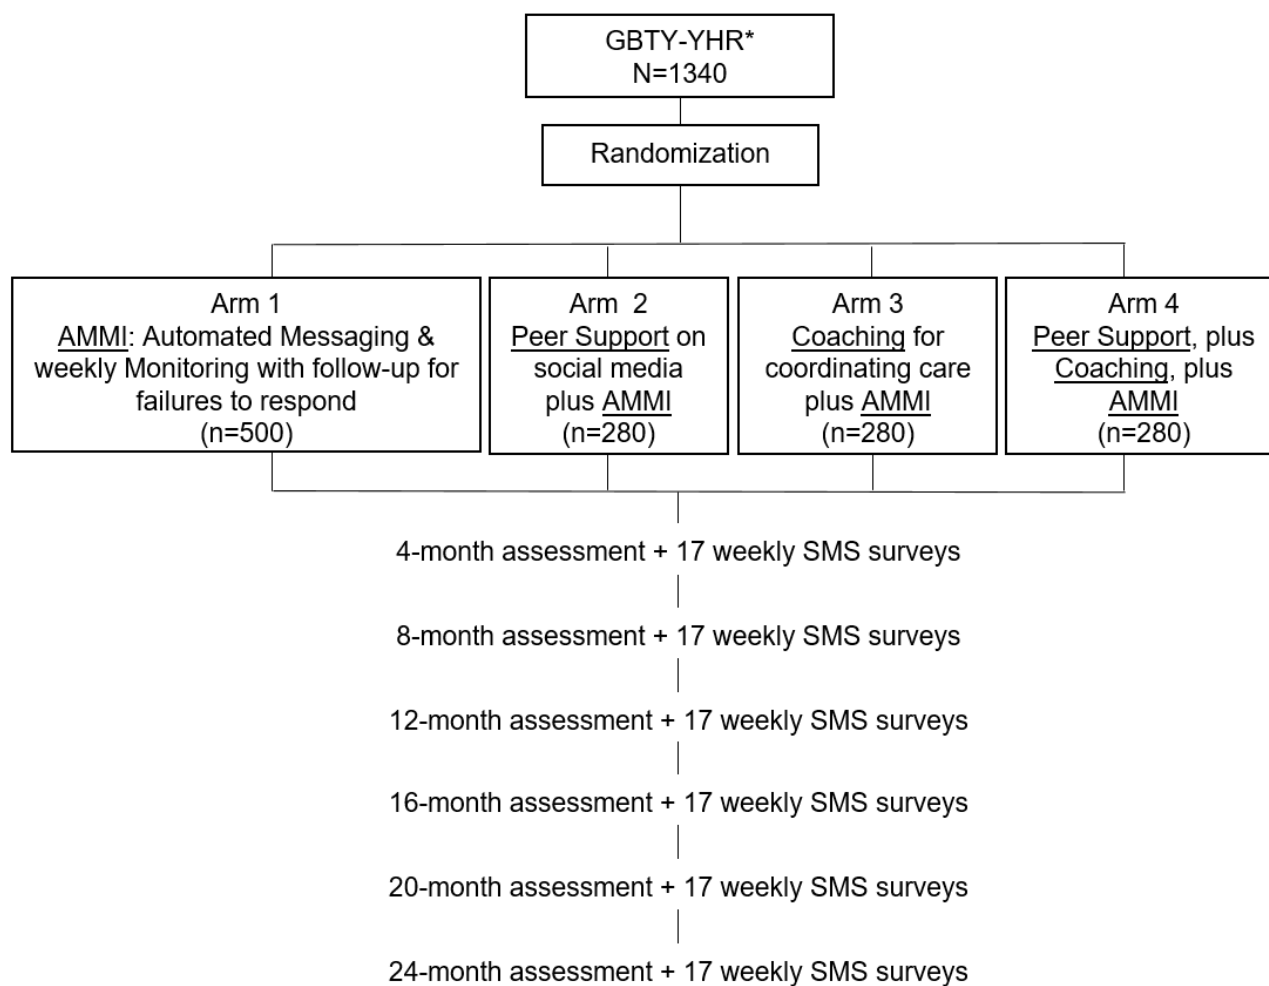 GBTY-YHR*
N=1340
Randomization
Arm 1
AMMI: Automated Messaging &
weekly Monitoring with follow-up for
failures to respond
(n=500)
Arm 2
Peer Support on
social media
plus AMMI
(n=280)
Arm 3
Coaching for
coordinating care
plus AMMI
(n=280)
Arm 4
Peer Support, plus
Coaching, plus
AMMI
(n=280)
4-month assessment + 17 weekly SMS surveys
8-month assessment + 17 weekly SMS surveys
12-month assessment + 17 weekly SMS surveys
16-month assessment + 17 weekly SMS surveys
20-month assessment + 17 weekly SMS surveys
24-month assessment + 17 weekly SMS surveys